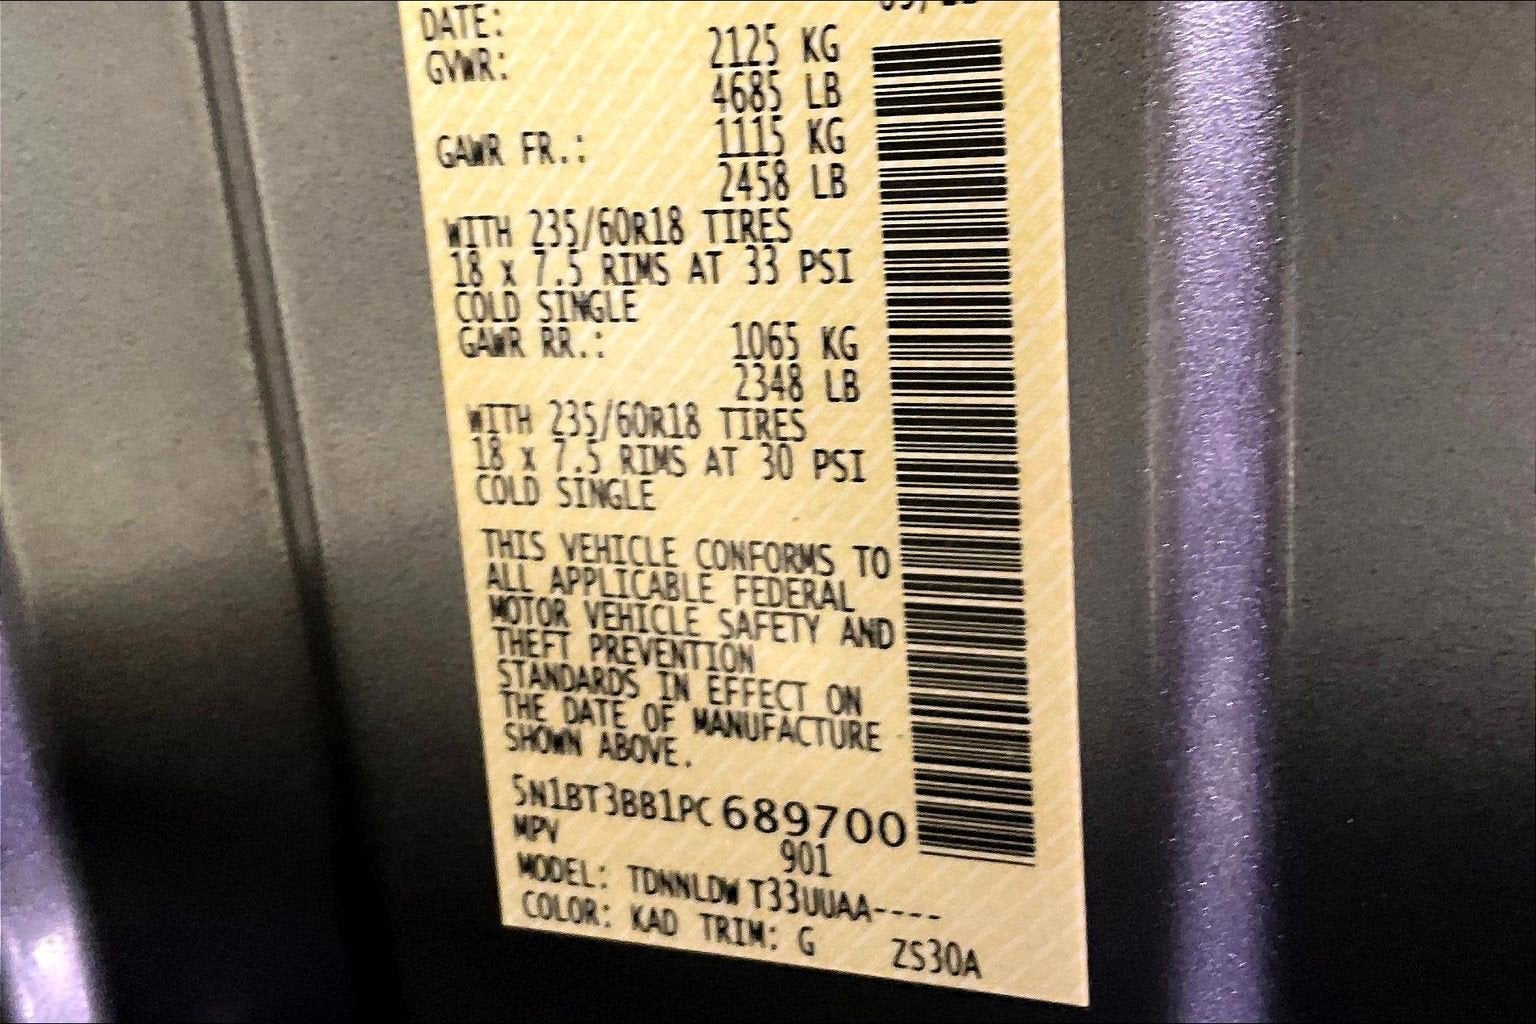 DATE:
GVWR: 2125 KG
4685 LB
GAWR FR.: 1115 KG
2458 LB
WITH 235/60R18 TIRES
18 x 7.5 RIMS AT 33 PSI
COLD SINGLE
GAWR RR.: 1065 KG
2348 LB
WITH 235/60R18 TIRES
18 x 7.5 RIMS AT 30 PSI
COLD SINGLE
THIS VEHICLE CONFORMS TO
ALL APPLICABLE FEDERAL
MOTOR VEHICLE SAFETY AND
THEFT PREVENTION
STANDARDS IN EFFECT ON
THE DATE OF MANUFACTURE
SHOWN ABOVE.
5N1BT3BB1PC689700
MPV 901
MODEL: TDNNLDWT33UUAA----
COLOR: KAD TRIM: G ZS30A